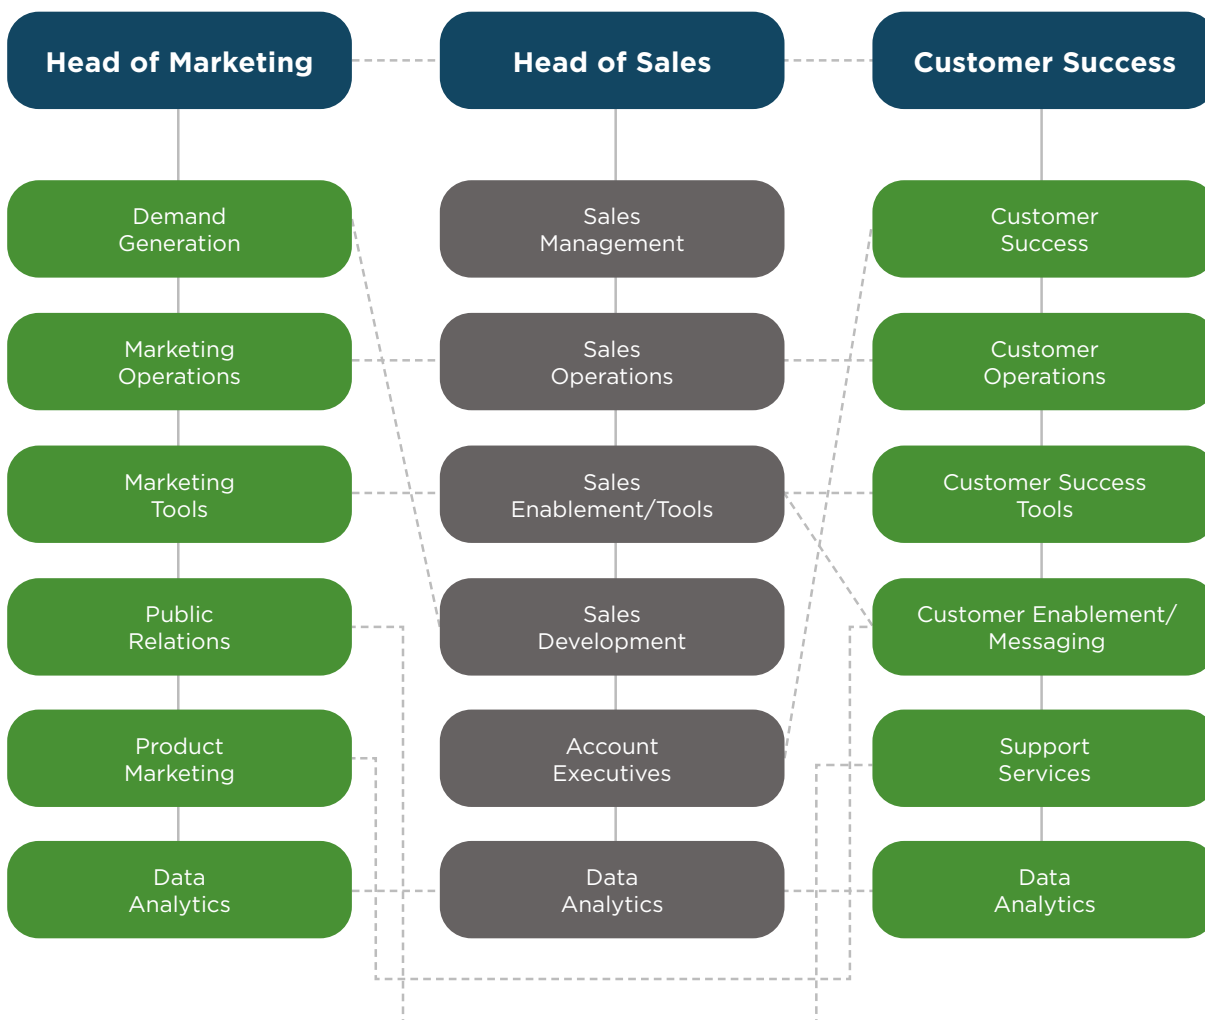 Head of Marketing
Head of Sales
Customer Success
Demand
Generation
Sales
Management
Customer
Success
Marketing
Operations
Sales
Operations
Customer
Operations
Marketing
Tools
Sales
Enablement/Tools
Customer Success
Tools
Public
Relations
Sales
Development
Customer Enablement/
Messaging
Product
Marketing
Account
Executives
Support
Services
Data
Analytics
Data
Analytics
Data
Analytics